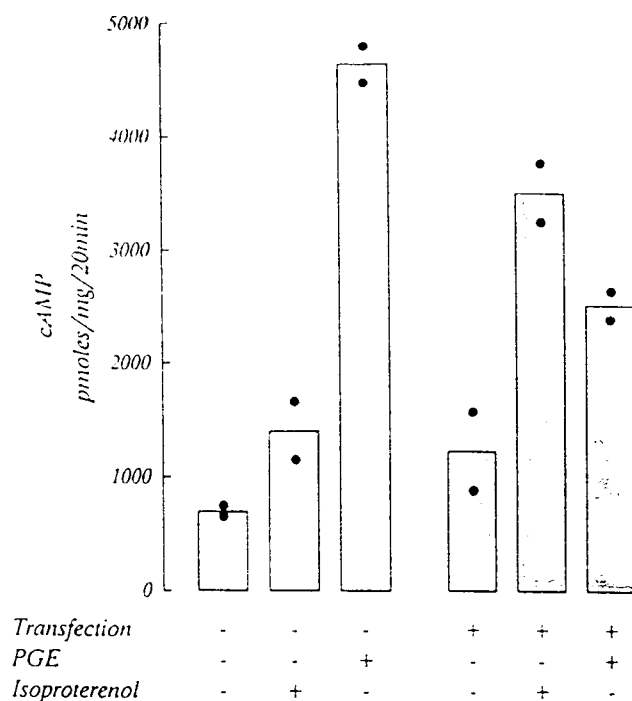 5000
4000
3000
2000
1000
0
cAMP
pmoles/mg/20min
Transfection - - - + + +
PGE - - + - - +
Isoproterenol - + - - + -